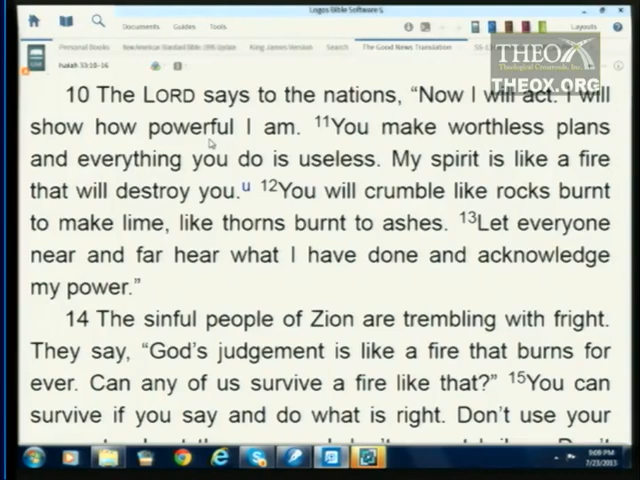 Logos Bible Software 5
Documents Guides Tools Layouts
Personal Books New American Standard Bible: 1995 Update King James Version Search The Good News Translation
Isaiah 33:10–16
THEOX
THEOX.ORG
10 The LORD says to the nations, “Now I will act. I will
show how powerful I am. 11You make worthless plans
and everything you do is useless. My spirit is like a fire
that will destroy you.u 12You will crumble like rocks burnt
to make lime, like thorns burnt to ashes. 13Let everyone
near and far hear what I have done and acknowledge
my power.”
14 The sinful people of Zion are trembling with fright.
They say, “God’s judgement is like a fire that burns for
ever. Can any of us survive a fire like that?” 15You can
survive if you say and do what is right. Don’t use your
9:09 PM
7/23/2013